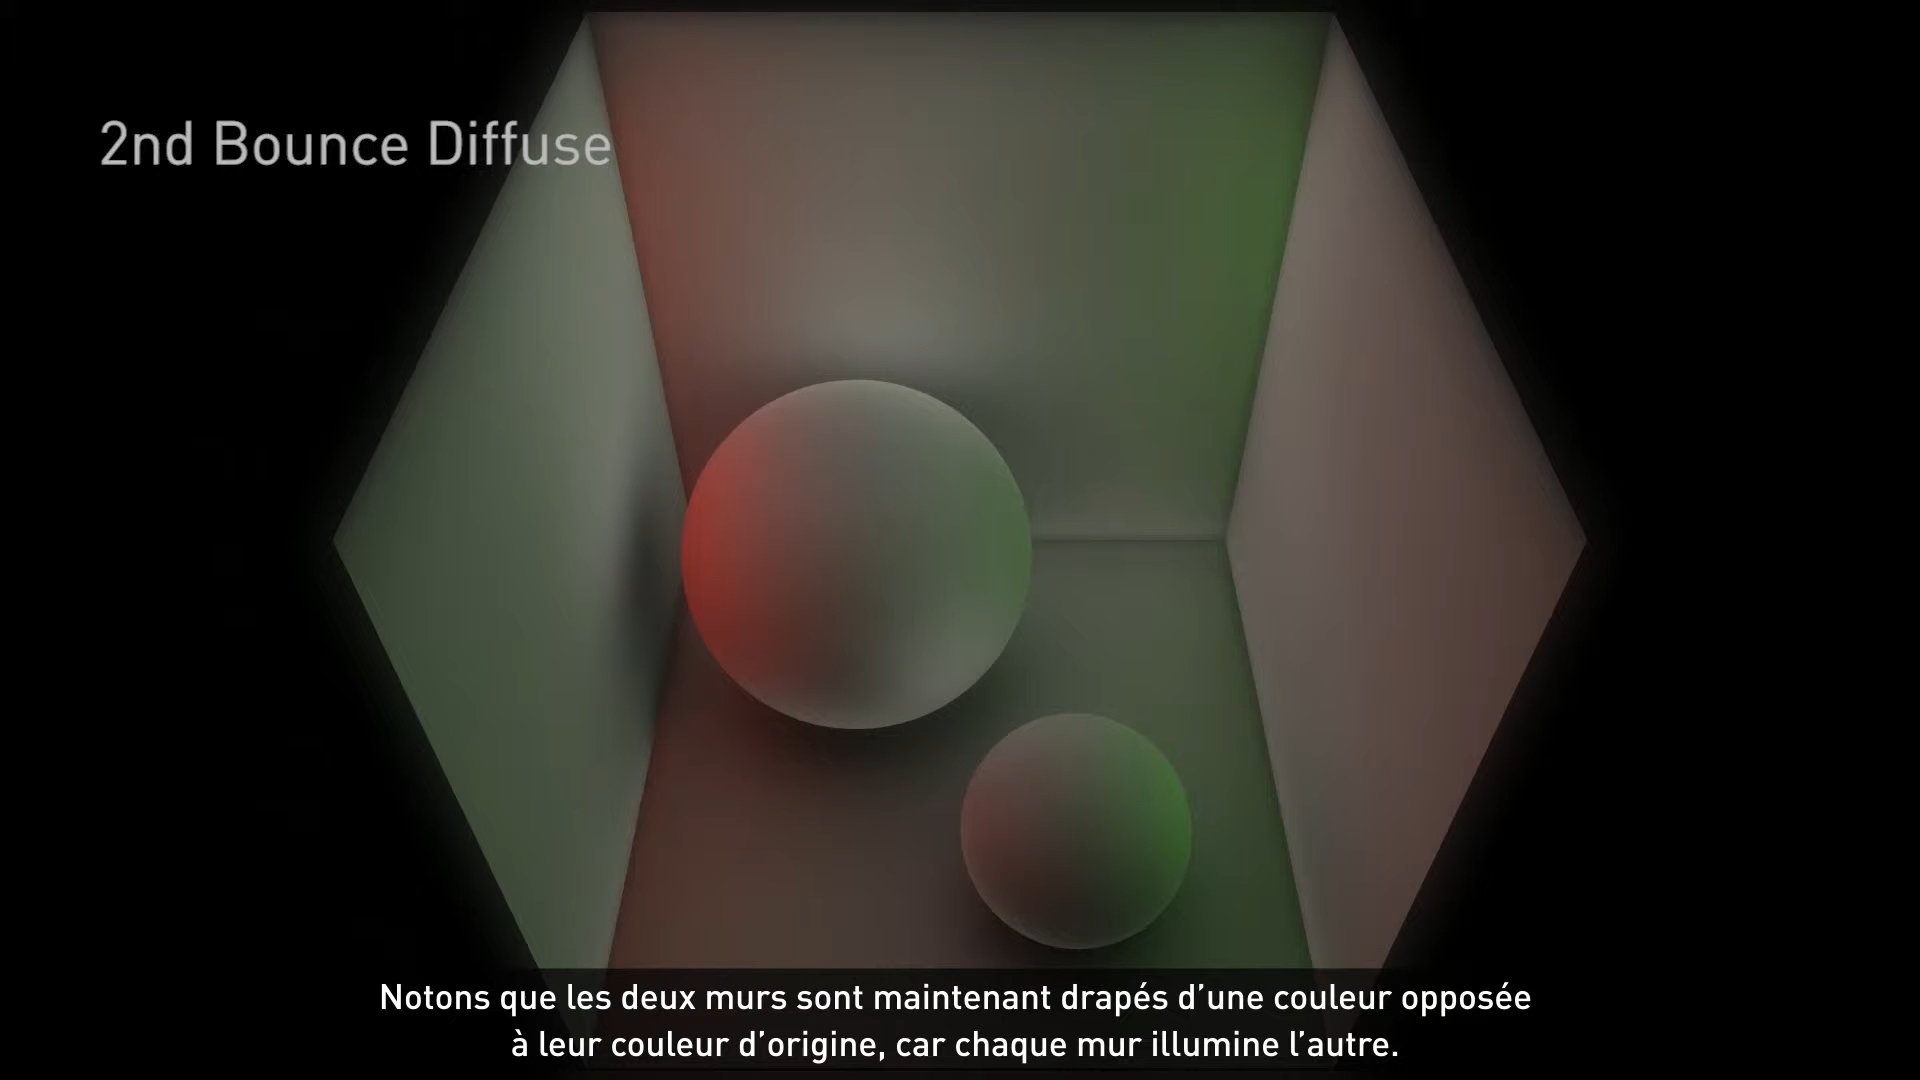 2nd Bounce Diffuse
Notons que les deux murs sont maintenant drapés d’une couleur opposée
à leur couleur d’origine, car chaque mur illumine l’autre.